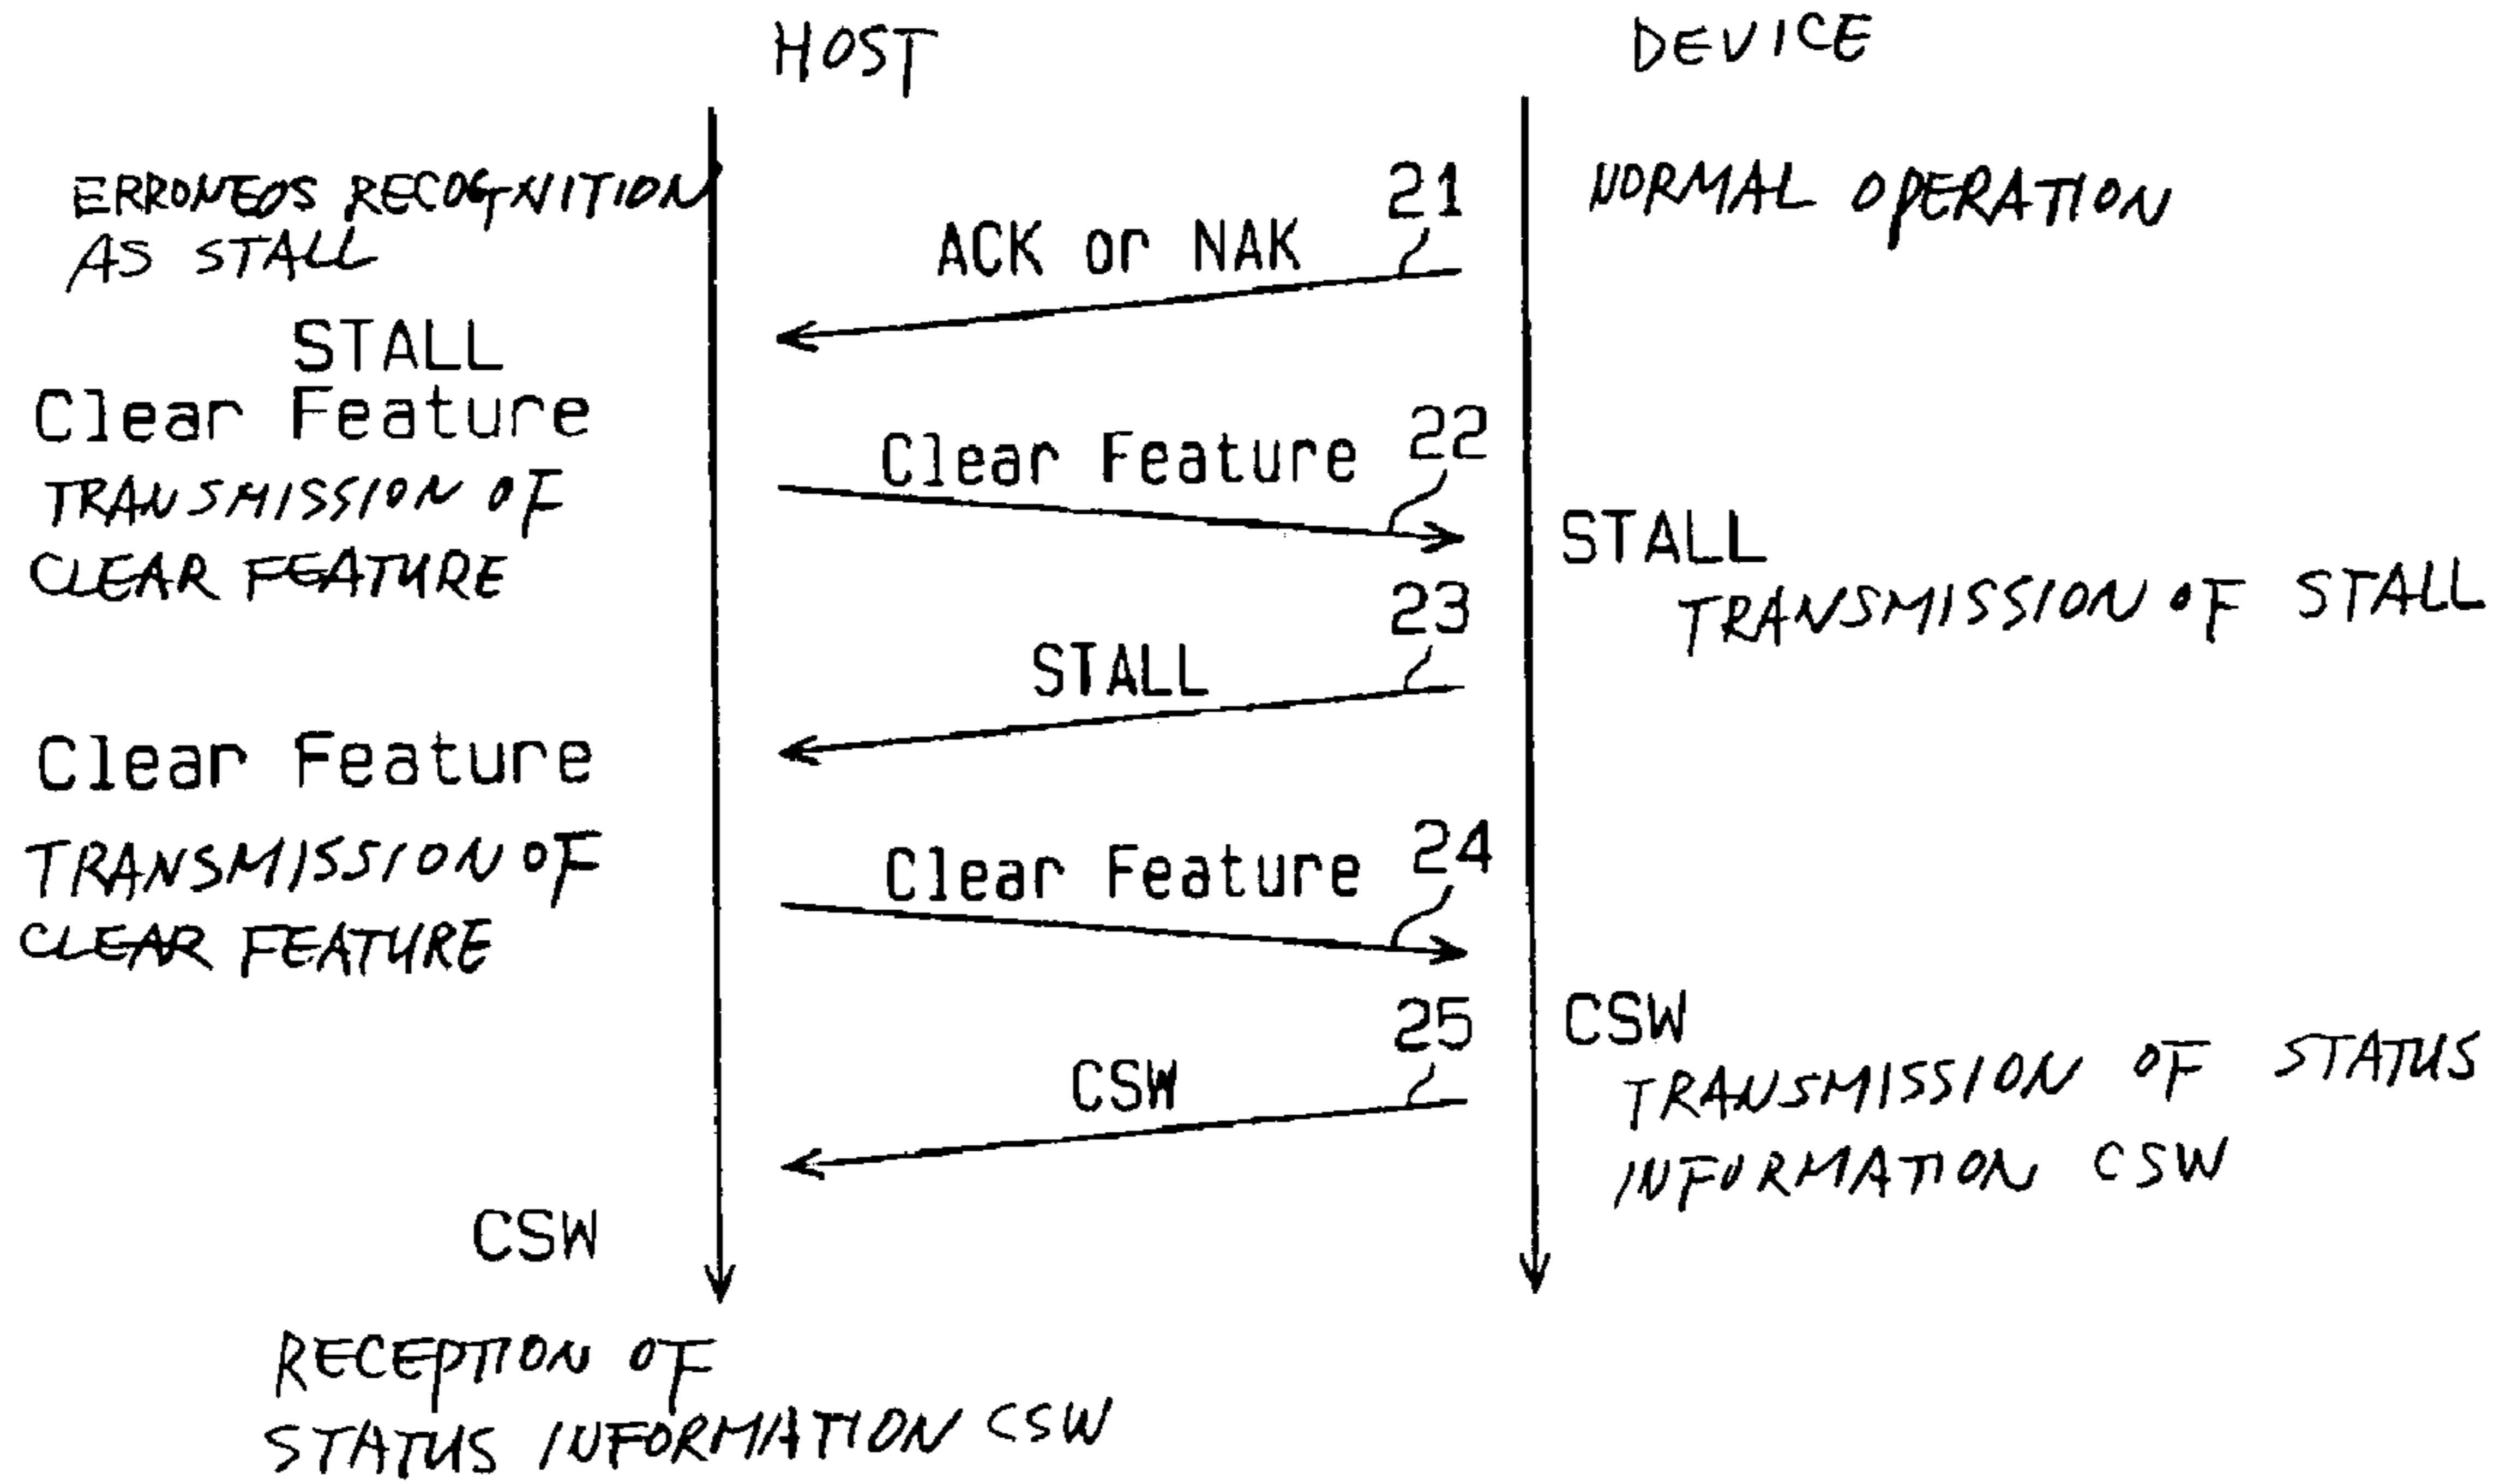 HOST
DEVICE
ERRONEOS RECOGNITION
AS STALL
21
NORMAL OPERATION
ACK or NAK
STALL
Clear Feature
TRANSMISSION OF
CLEAR FEATURE
Clear Feature 22
STALL
TRANSMISSION OF STALL
23
STALL
Clear Feature
TRANSMISSION OF
CLEAR FEATURE
Clear Feature 24
25
CSW
CSW
TRANSMISSION OF STATUS
INFORMATION CSW
CSW
RECEPTION OF
STATUS INFORMATION CSW